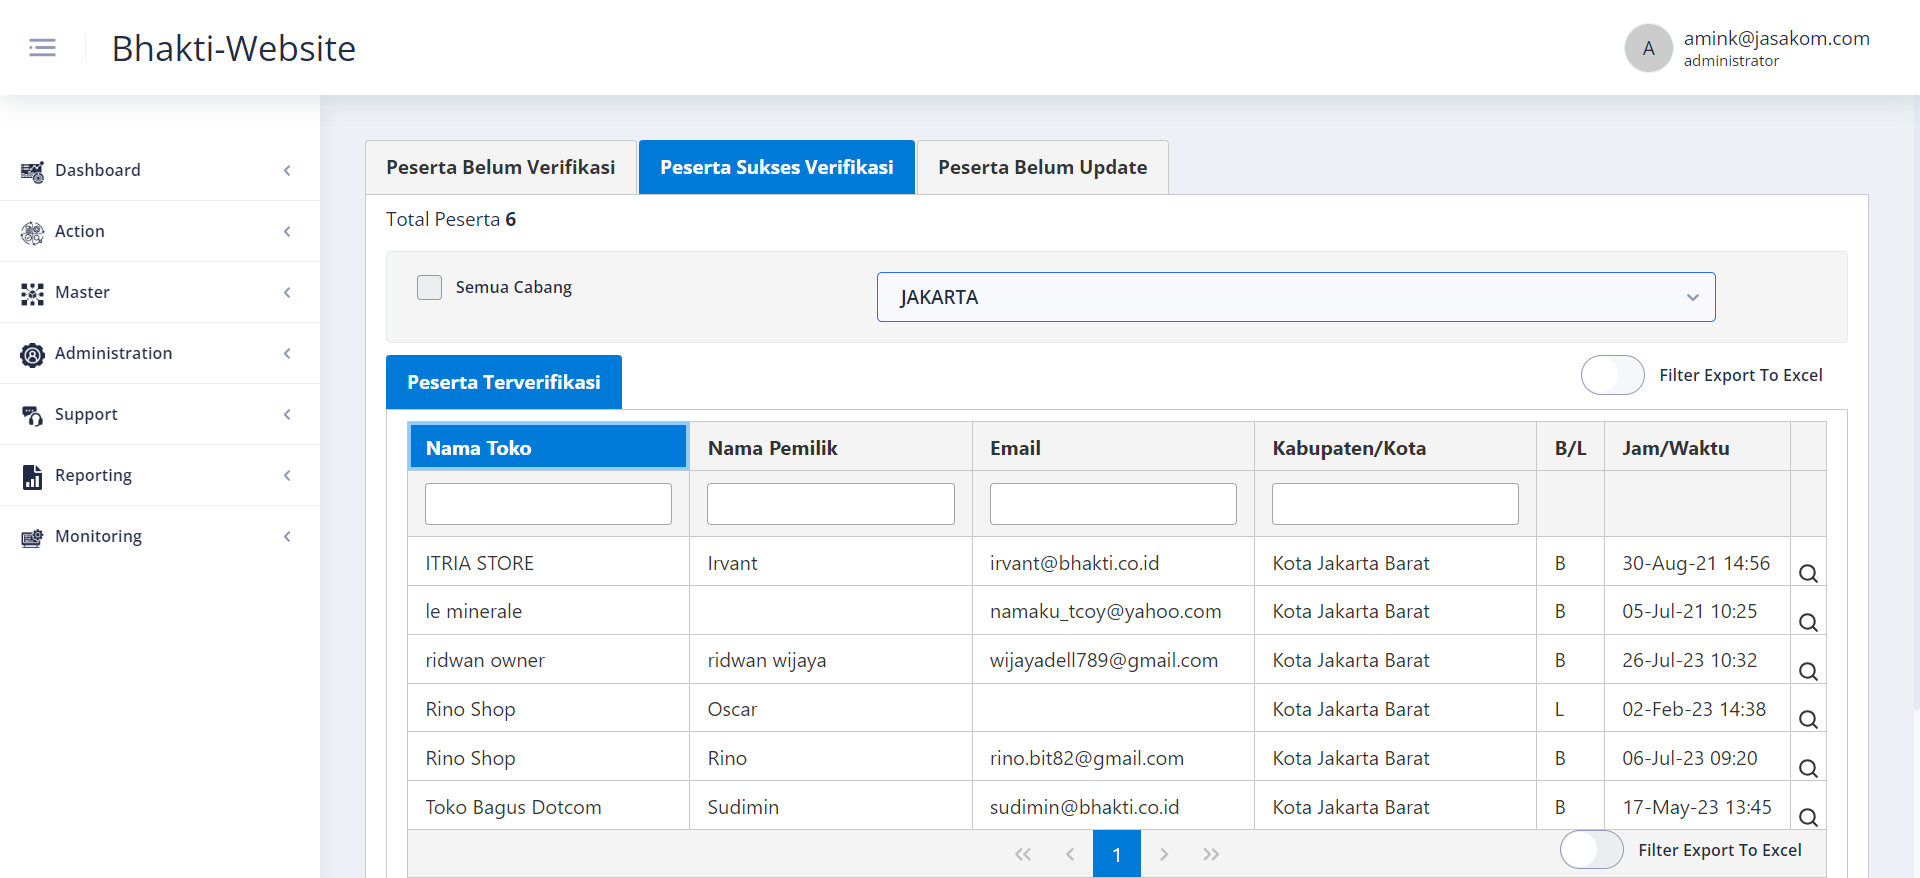 Bhakti-Website
A
amink@jasakom.com
administrator
Dashboard
Action
Master
Administration
Support
Reporting
Monitoring
Peserta Belum Verifikasi
Peserta Sukses Verifikasi
Peserta Belum Update
Total Peserta 6
Semua Cabang
JAKARTA
Peserta Terverifikasi
Filter Export To Excel
Nama Toko Nama Pemilik Email Kabupaten/Kota B/L Jam/Waktu
ITRIA STORE Irvant irvant@bhakti.co.id Kota Jakarta Barat B 30-Aug-21 14:56
le minerale namaku_tcoy@yahoo.com Kota Jakarta Barat B 05-Jul-21 10:25
ridwan owner ridwan wijaya wijayadell789@gmail.com Kota Jakarta Barat B 26-Jul-23 10:32
Rino Shop Oscar Kota Jakarta Barat L 02-Feb-23 14:38
Rino Shop Rino rino.bit82@gmail.com Kota Jakarta Barat B 06-Jul-23 09:20
Toko Bagus Dotcom Sudimin sudimin@bhakti.co.id Kota Jakarta Barat B 17-May-23 13:45
1
Filter Export To Excel